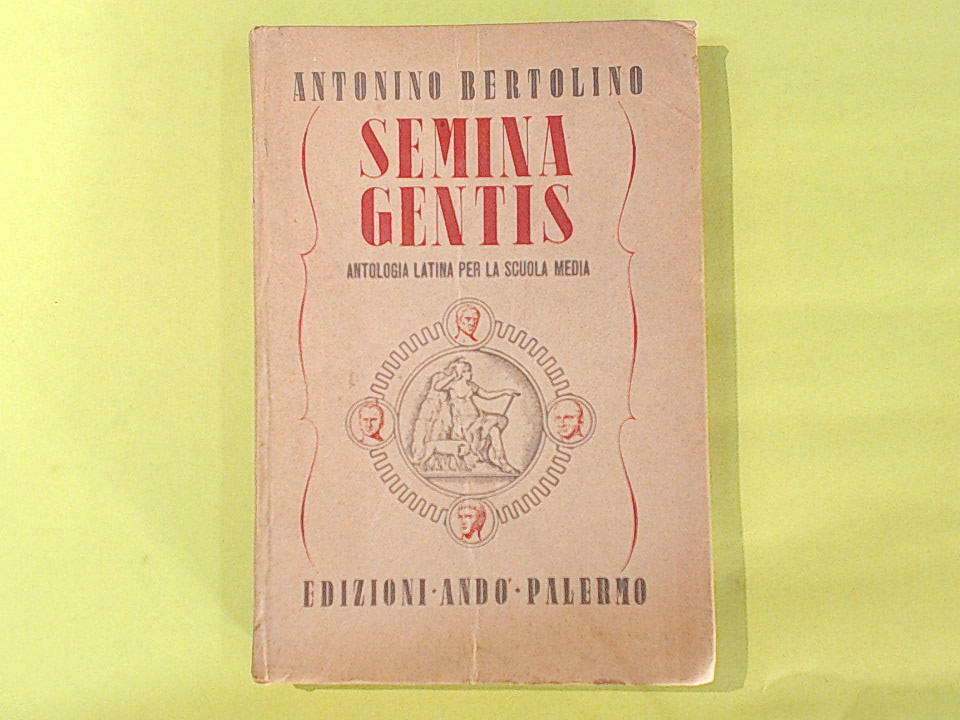 ANTONINO BERTOLINO
SEMINA
GENTIS
ANTOLOGIA LATINA PER LA SCUOLA MEDIA
EDIZIONI · ANDO' · PALERMO